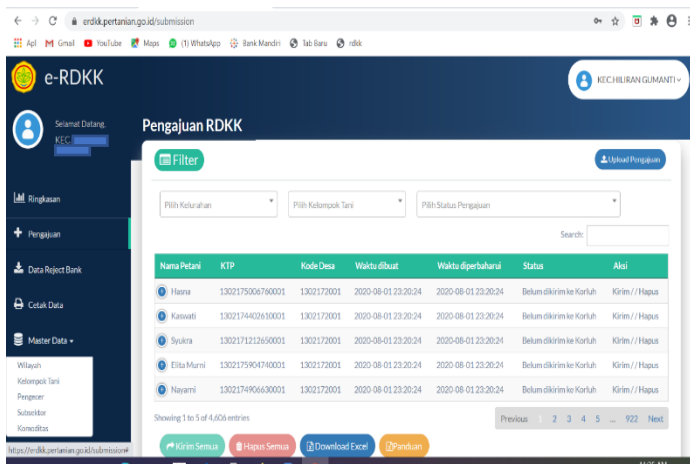 erdkk.pertanian.go.id/submission
Apl Gmail YouTube Maps (1) WhatsApp Bank Mandiri Tab Baru rdkk
e-RDKK
KEC.HILIRAN GUMANTI
Selamat Datang,
KEC.
Pengajuan RDKK
Filter
Upload Pengajuan
Ringkasan
Pengajuan
Data Reject Bank
Cetak Data
Master Data
Wilayah
Kelompok Tani
Pengecer
Subsektor
Komoditas
https://erdkk.pertanian.go.id/submission#
Pilih Kelurahan Pilih Kelompok Tani Pilih Status Pengajuan
Search:
Nama Petani KTP Kode Desa Waktu dibuat Waktu diperbaharui Status Aksi
Hasna 1302175006760001 1302172001 2020-08-01 23:20:24 2020-08-01 23:20:24 Belum dikirim ke Korluh Kirim / / Hapus
Kaswati 1302174402610001 1302172001 2020-08-01 23:20:24 2020-08-01 23:20:24 Belum dikirim ke Korluh Kirim / / Hapus
Syukra 1302171212650001 1302172001 2020-08-01 23:20:24 2020-08-01 23:20:24 Belum dikirim ke Korluh Kirim / / Hapus
Elita Murni 1302175904740001 1302172001 2020-08-01 23:20:24 2020-08-01 23:20:24 Belum dikirim ke Korluh Kirim / / Hapus
Nayarni 1302174906630001 1302172001 2020-08-01 23:20:24 2020-08-01 23:20:24 Belum dikirim ke Korluh Kirim / / Hapus
Showing 1 to 5 of 4,606 entries
Previous 1 2 3 4 5 ... 922 Next
Kirim Semua Hapus Semua Download Excel Panduan